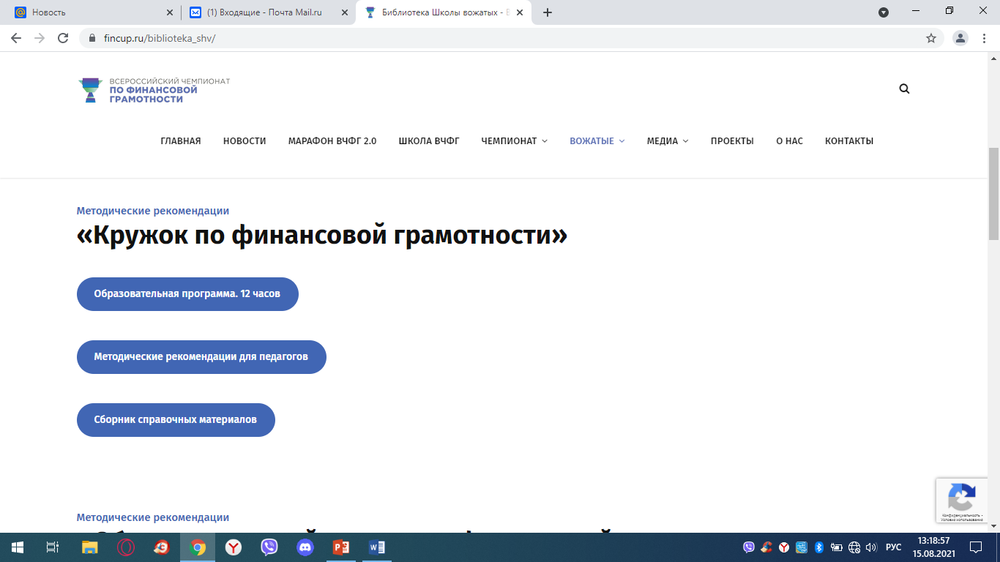 Новость
(1) Входящие - Почта Mail.ru
Библиотека Школы вожатых - В
fincup.ru/biblioteka_shv/
ВСЕРОССИЙСКИЙ ЧЕМПИОНАТ
ПО ФИНАНСОВОЙ
ГРАМОТНОСТИ
ГЛАВНАЯ НОВОСТИ МАРАФОН ВЧФГ 2.0 ШКОЛА ВЧФГ ЧЕМПИОНАТ ВОЖАТЫЕ МЕДИА ПРОЕКТЫ О НАС КОНТАКТЫ
Методические рекомендации
«Кружок по финансовой грамотности»
Образовательная программа. 12 часов
Методические рекомендации для педагогов
Сборник справочных материалов
Конфиденциальность -
Условия использования
Методические рекомендации
РУС
13:18:57
15.08.2021